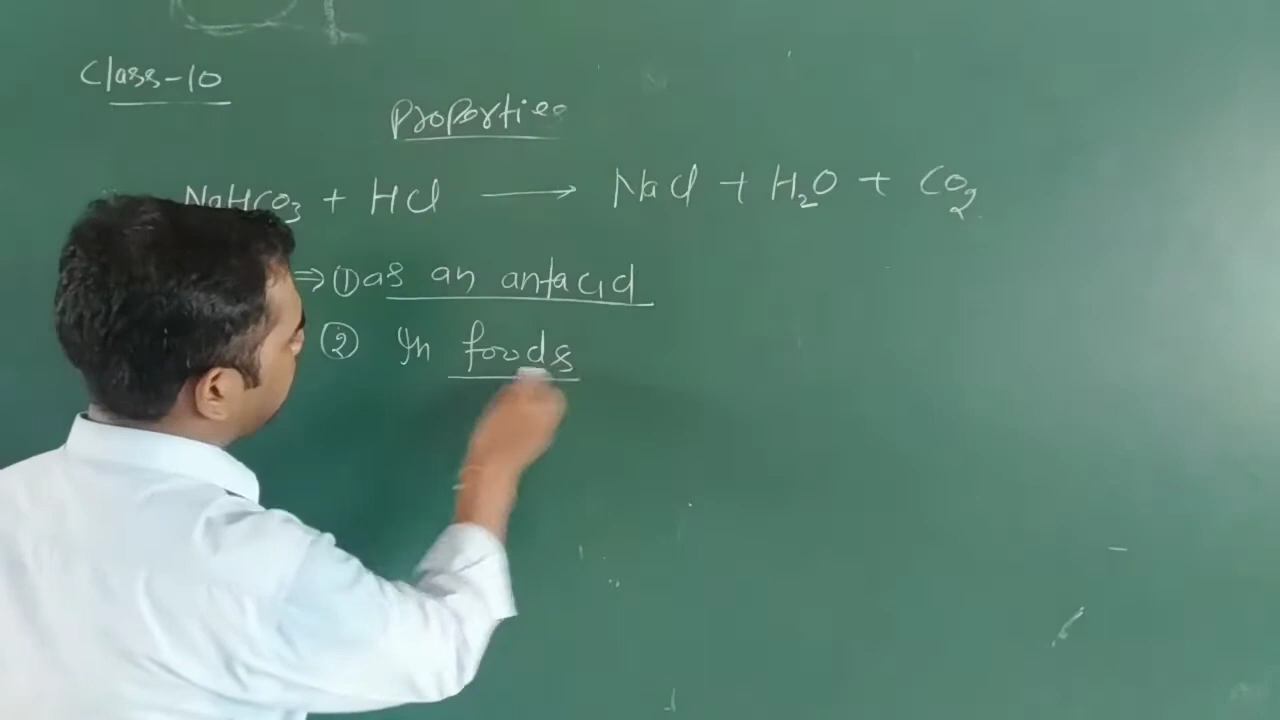 Class-10
Properties
NaHCO₃ + HCl ⟶ NaCl + H₂O + CO₂
⇒ ① as an antacid
② In foods